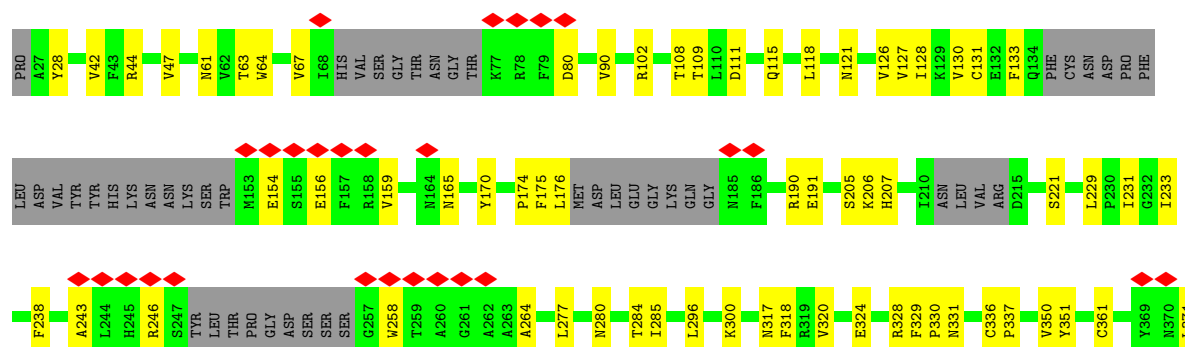 PRO A27 Y28 V42 F43 R44 V47 N61 V62 T63 W64 V67 I68 HIS VAL SER GLY THR ASN GLY THR K77 R78 F79 D80 V90 R102 T108 T109 L110 D111 Q115 L118 N121 V126 V127 I128 K129 V130 C131 E132 F133 Q134 PHE CYS ASN ASP PRO PHE
LEU ASP VAL TYR TYR HIS LYS ASN ASN LYS SER TRP M153 E154 S155 E156 F157 R158 V159 N164 N165 Y170 P174 F175 L176 MET ASP LEU GLU GLY LYS GLN GLY N185 F186 R190 E191 S205 K206 H207 I210 ASN LEU VAL ARG D215 S221 L229 P230 I231 G232 I233
F238 A243 L244 H245 R246 S247 TYR LEU THR PRO GLY ASP SER SER SER G257 W258 T259 A260 G261 A262 A263 A264 L277 N280 T284 I285 L296 K300 N317 F318 R319 V320 E324 R328 F329 P330 N331 C336 P337 V350 Y351 C361 Y369 N370